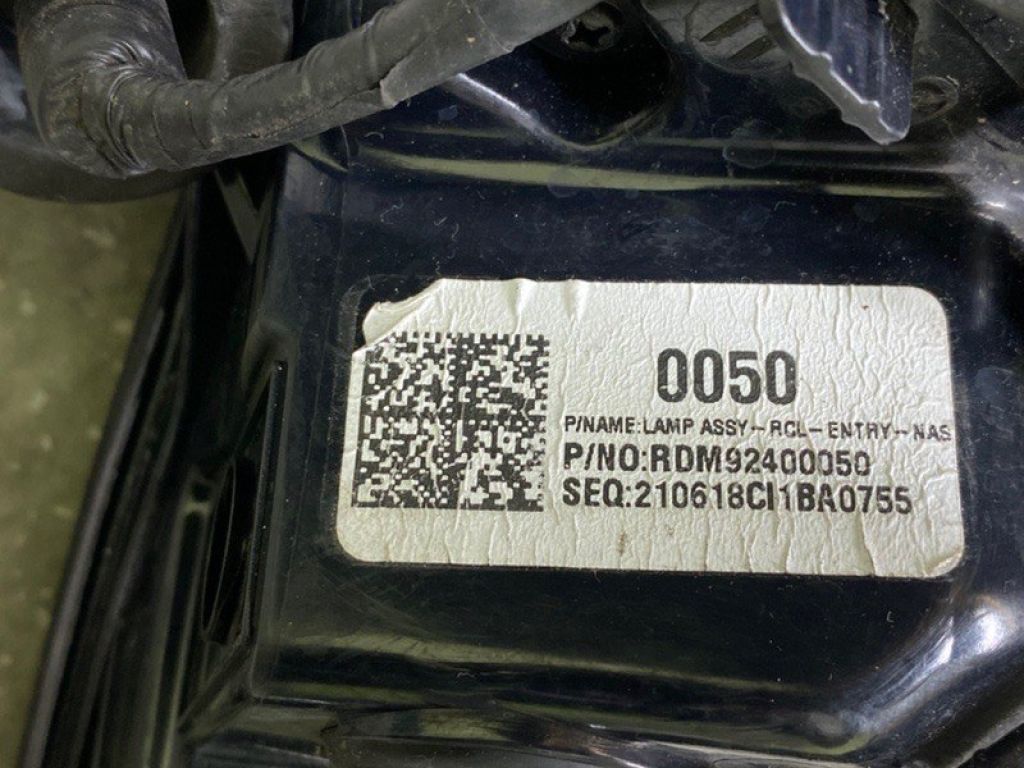 0050
P/NAME:LAMP ASSY-RCL-ENTRY-NAS
P/NO:RDM92400050
SEQ:210618CI1BA0755